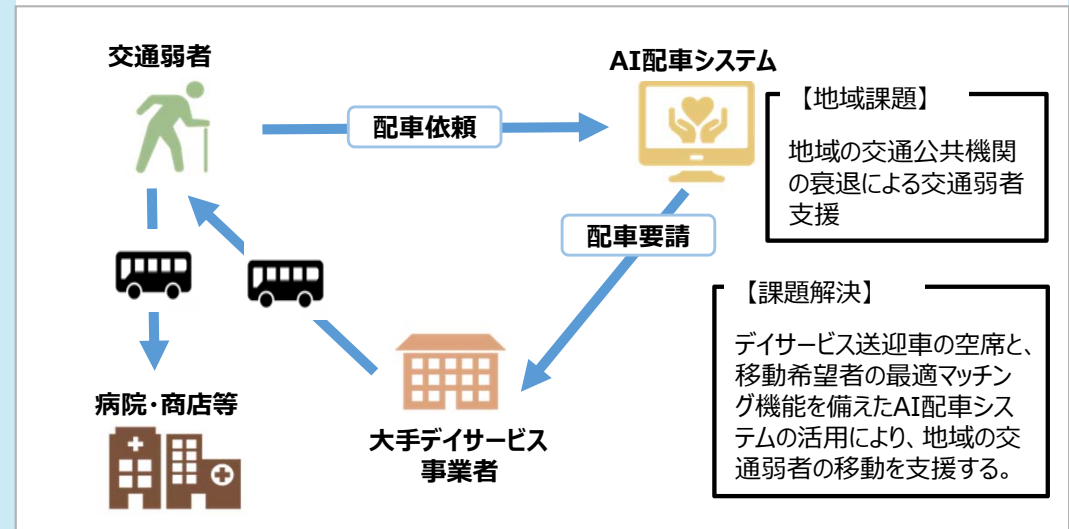 交通弱者
AI配車システム
配車依頼
【地域課題】
地域の交通公共機関
の衰退による交通弱者
支援
配車要請
【課題解決】
デイサービス送迎車の空席と、
移動希望者の最適マッチン
グ機能を備えたAI配車シス
テムの活用により、地域の交
通弱者の移動を支援する。
病院・商店等
大手デイサービス
事業者